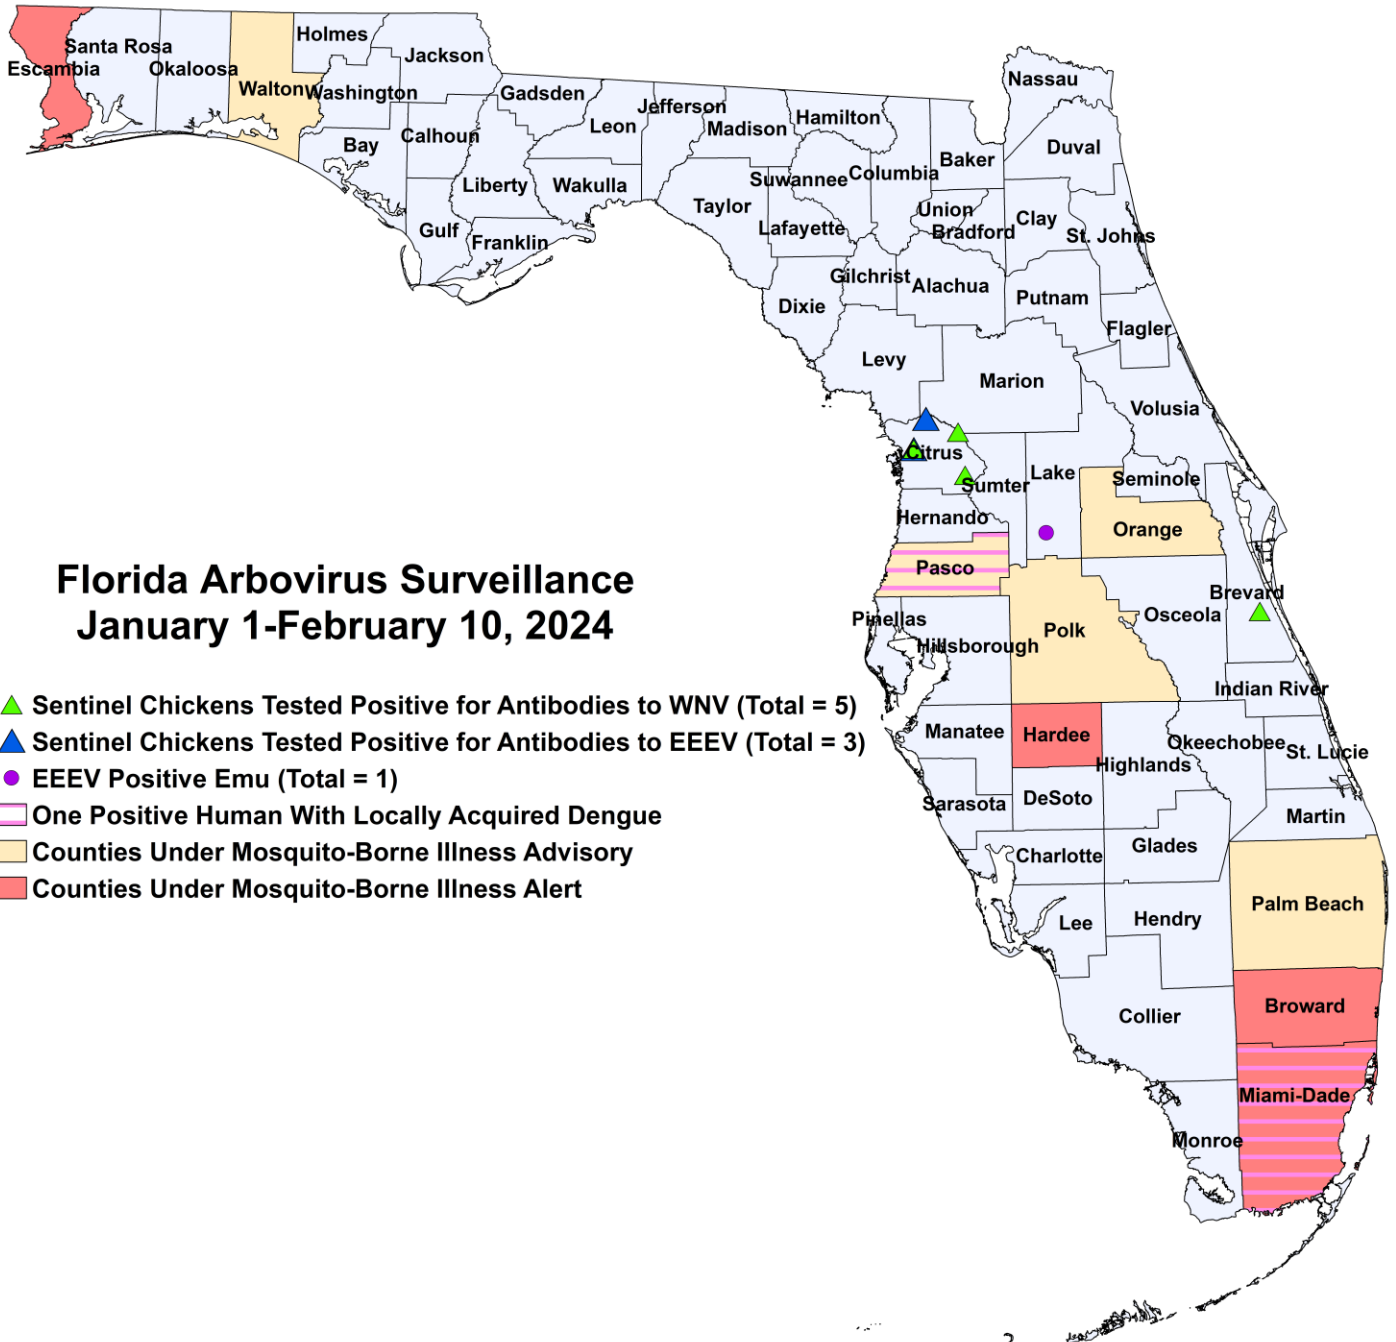 Holmes
Jackson
Santa Rosa
Escambia
Okaloosa
Walton
Washington
Gadsden
Jefferson
Nassau
Leon
Madison
Hamilton
Bay
Calhoun
Duval
Baker
Columbia
Suwannee
Liberty
Wakulla
Taylor
Union
Clay
Bradford
Lafayette
St. Johns
Gulf
Franklin
Gilchrist
Alachua
Putnam
Dixie
Flagler
Levy
Marion
Volusia
Citrus
Lake
Seminole
Sumter
Hernando
Orange
Pasco
Florida Arbovirus Surveillance
January 1-February 10, 2024
Brevard
Osceola
Pinellas
Polk
Hillsborough
Indian River
Sentinel Chickens Tested Positive for Antibodies to WNV (Total = 5)
Sentinel Chickens Tested Positive for Antibodies to EEEV (Total = 3)
EEEV Positive Emu (Total = 1)
One Positive Human With Locally Acquired Dengue
Counties Under Mosquito-Borne Illness Advisory
Counties Under Mosquito-Borne Illness Alert
Manatee
Hardee
Okeechobee
St. Lucie
Highlands
Sarasota
DeSoto
Martin
Charlotte
Glades
Palm Beach
Lee
Hendry
Broward
Collier
Miami-Dade
Monroe